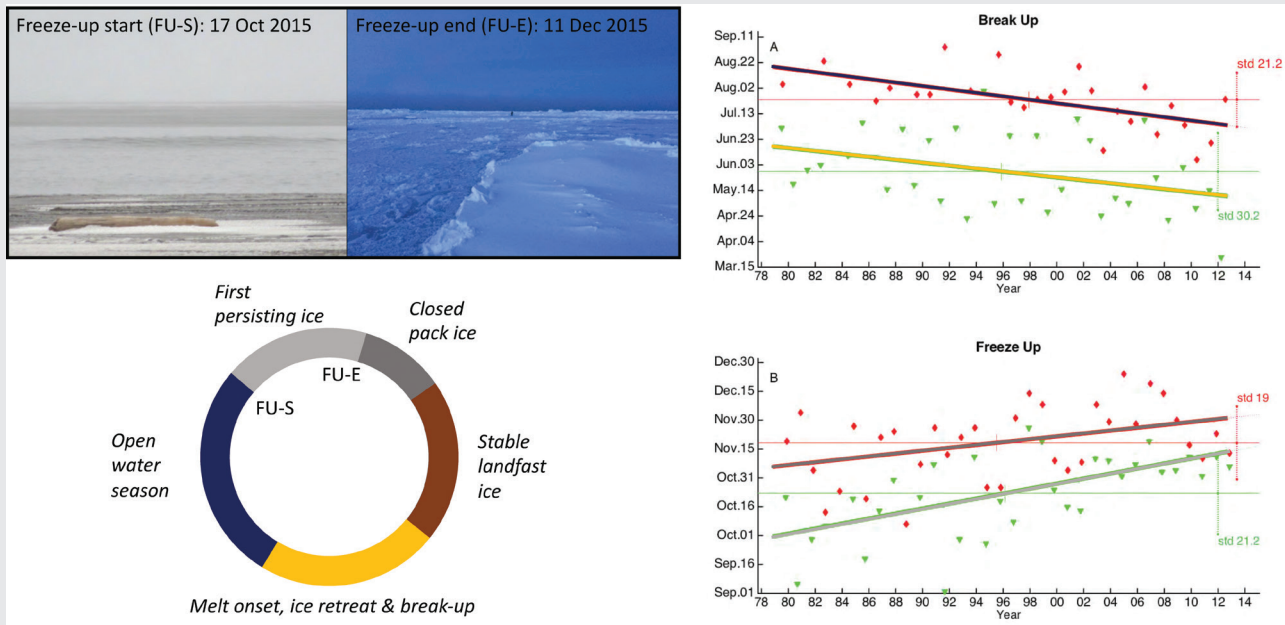 Freeze-up start (FU-S): 17 Oct 2015
Freeze-up end (FU-E): 11 Dec 2015
First
persisting ice
Closed
pack ice
FU-E
FU-S
Open
water
season
Stable
landfast
ice
Melt onset, ice retreat & break-up
Break Up
A
Sep.11
Aug.22
Aug.02
Jul.13
Jun.23
Jun.03
May.14
Apr.24
Apr.04
Mar.15
std 21.2
std 30.2
78 80 82 84 86 88 90 92 94 96 98 00 02 04 06 08 10 12 14
Year
Freeze Up
B
Dec.30
Dec.15
Nov.30
Nov.15
Oct.31
Oct.16
Oct.01
Sep.16
Sep.01
std 19
std 21.2
78 80 82 84 86 88 90 92 94 96 98 00 02 04 06 08 10 12 14
Year